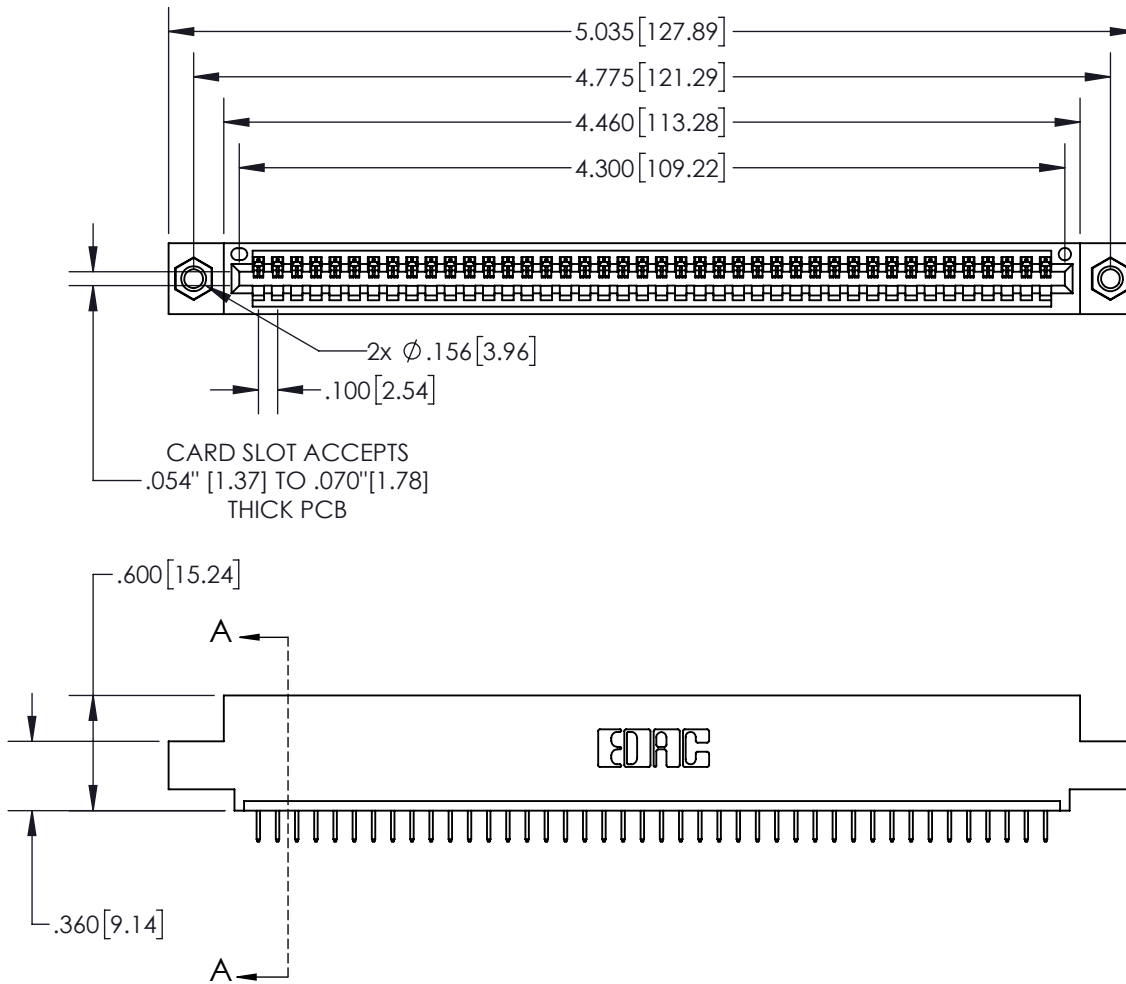 5.035[127.89]
4.775[121.29]
4.460[113.28]
4.300[109.22]
2x Ø.156[3.96]
.100[2.54]
CARD SLOT ACCEPTS
.054" [1.37] TO .070"[1.78]
THICK PCB
.600[15.24]
A
EDAC
.360[9.14]
A